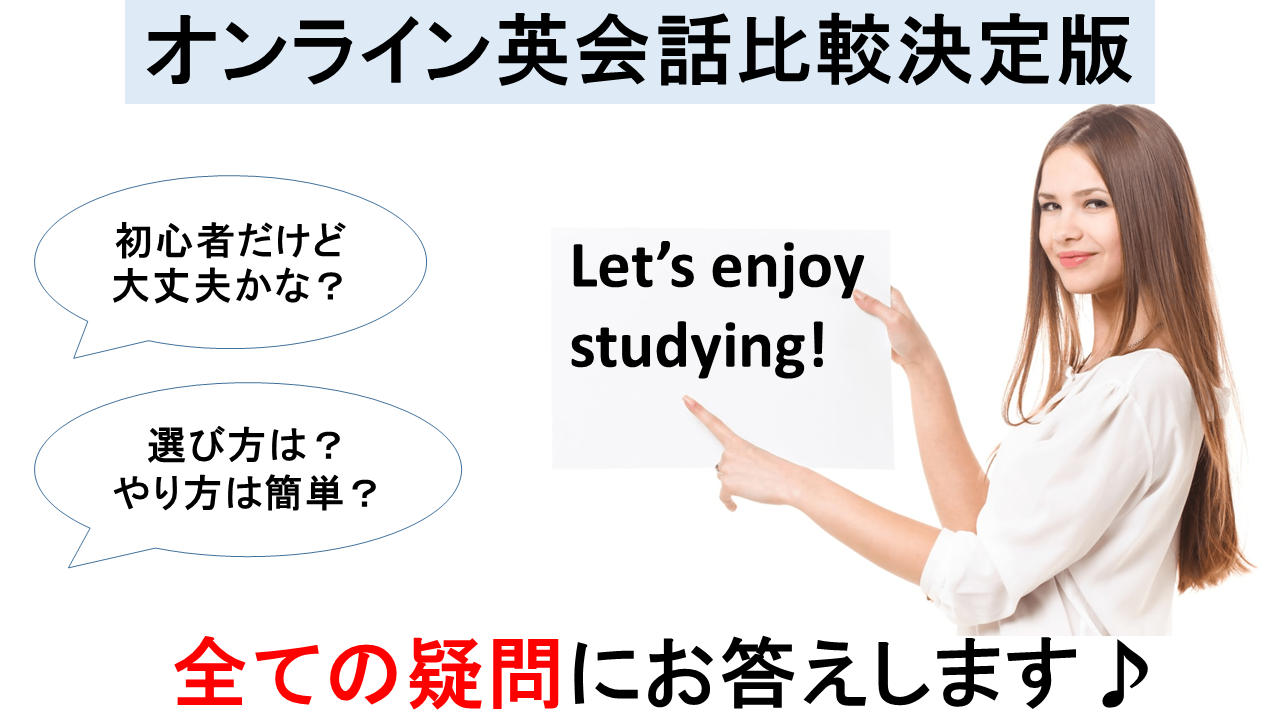 オンライン英会話比較決定版
初心者だけど
大丈夫かな？
Let’s enjoy
studying!
選び方は？
やり方は簡単？
全ての疑問にお答えします♪